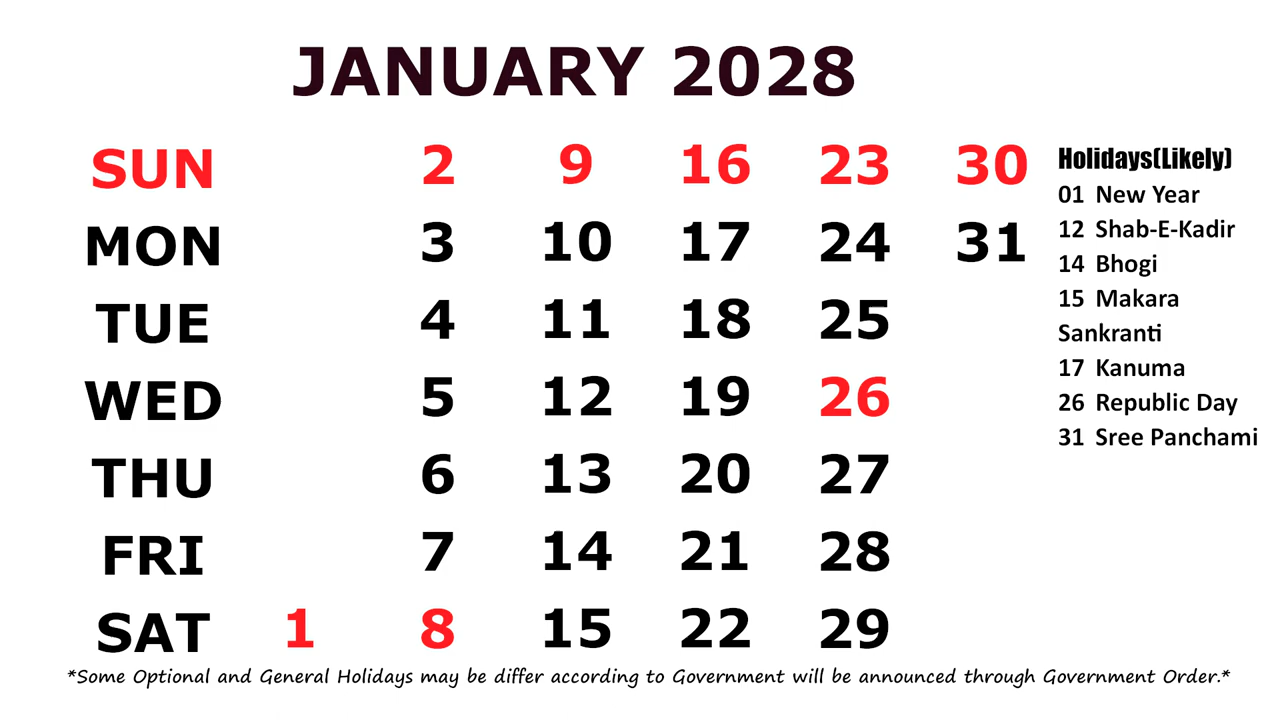 JANUARY 2028
SUN 2 9 16 23 30
MON 3 10 17 24 31
TUE 4 11 18 25
WED 5 12 19 26
THU 6 13 20 27
FRI 7 14 21 28
SAT 1 8 15 22 29
Holidays(Likely)
01 New Year
12 Shab-E-Kadir
14 Bhogi
15 Makara
Sankranti
17 Kanuma
26 Republic Day
31 Sree Panchami
*Some Optional and General Holidays may be differ according to Government will be announced through Government Order.*